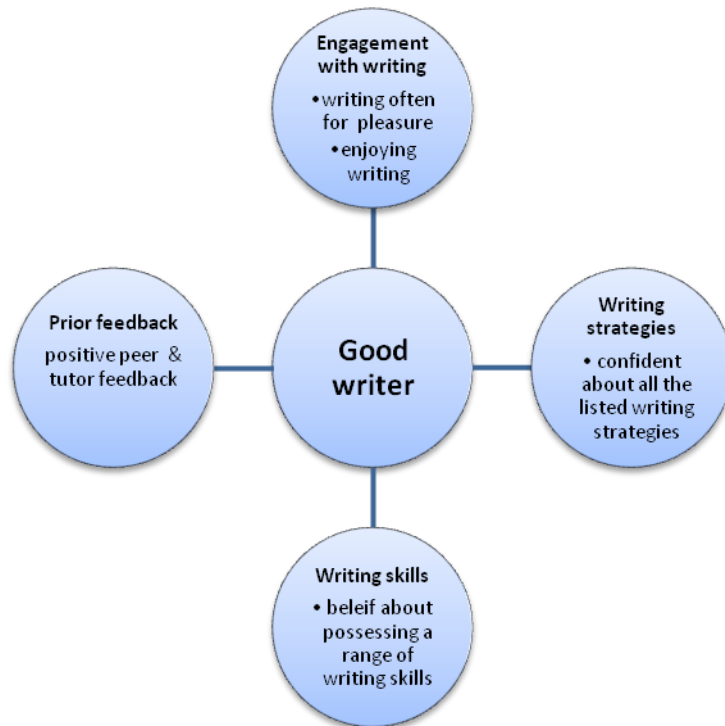 Engagement
with writing
• writing often
for pleasure
• enjoying
writing
Prior feedback
positive peer &
tutor feedback
Good
writer
Writing
strategies
• confident
about all the
listed writing
strategies
Writing skills
• beleif about
possessing a
range of
writing skills